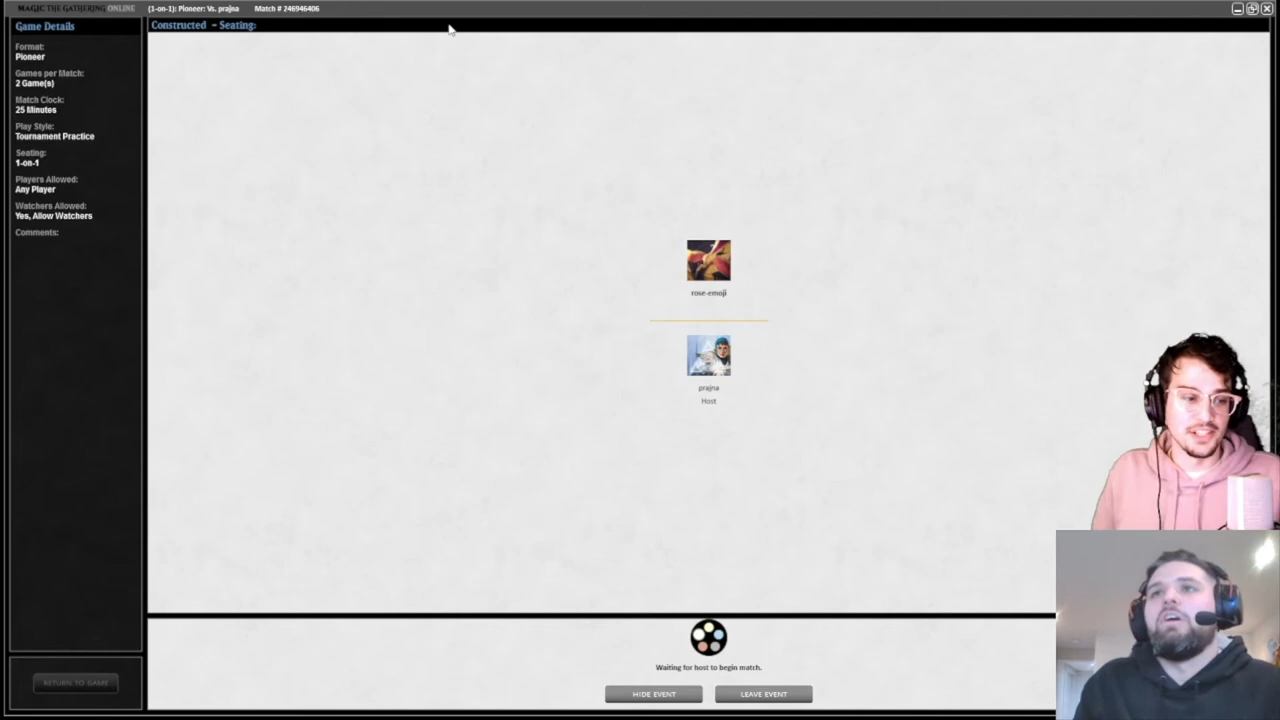 MAGIC THE GATHERING ONLINE
(1-on-1): Pioneer: Vs. prajna
Match # 246946406
Game Details
Format:
Pioneer
Games per Match:
2 Game(s)
Match Clock:
25 Minutes
Play Style:
Tournament Practice
Seating:
1-on-1
Players Allowed:
Any Player
Watchers Allowed:
Yes, Allow Watchers
Comments:
RETURN TO GAME
Constructed - Seating:
rose-emoji
prajna
Host
Waiting for host to begin match.
HIDE EVENT
LEAVE EVENT